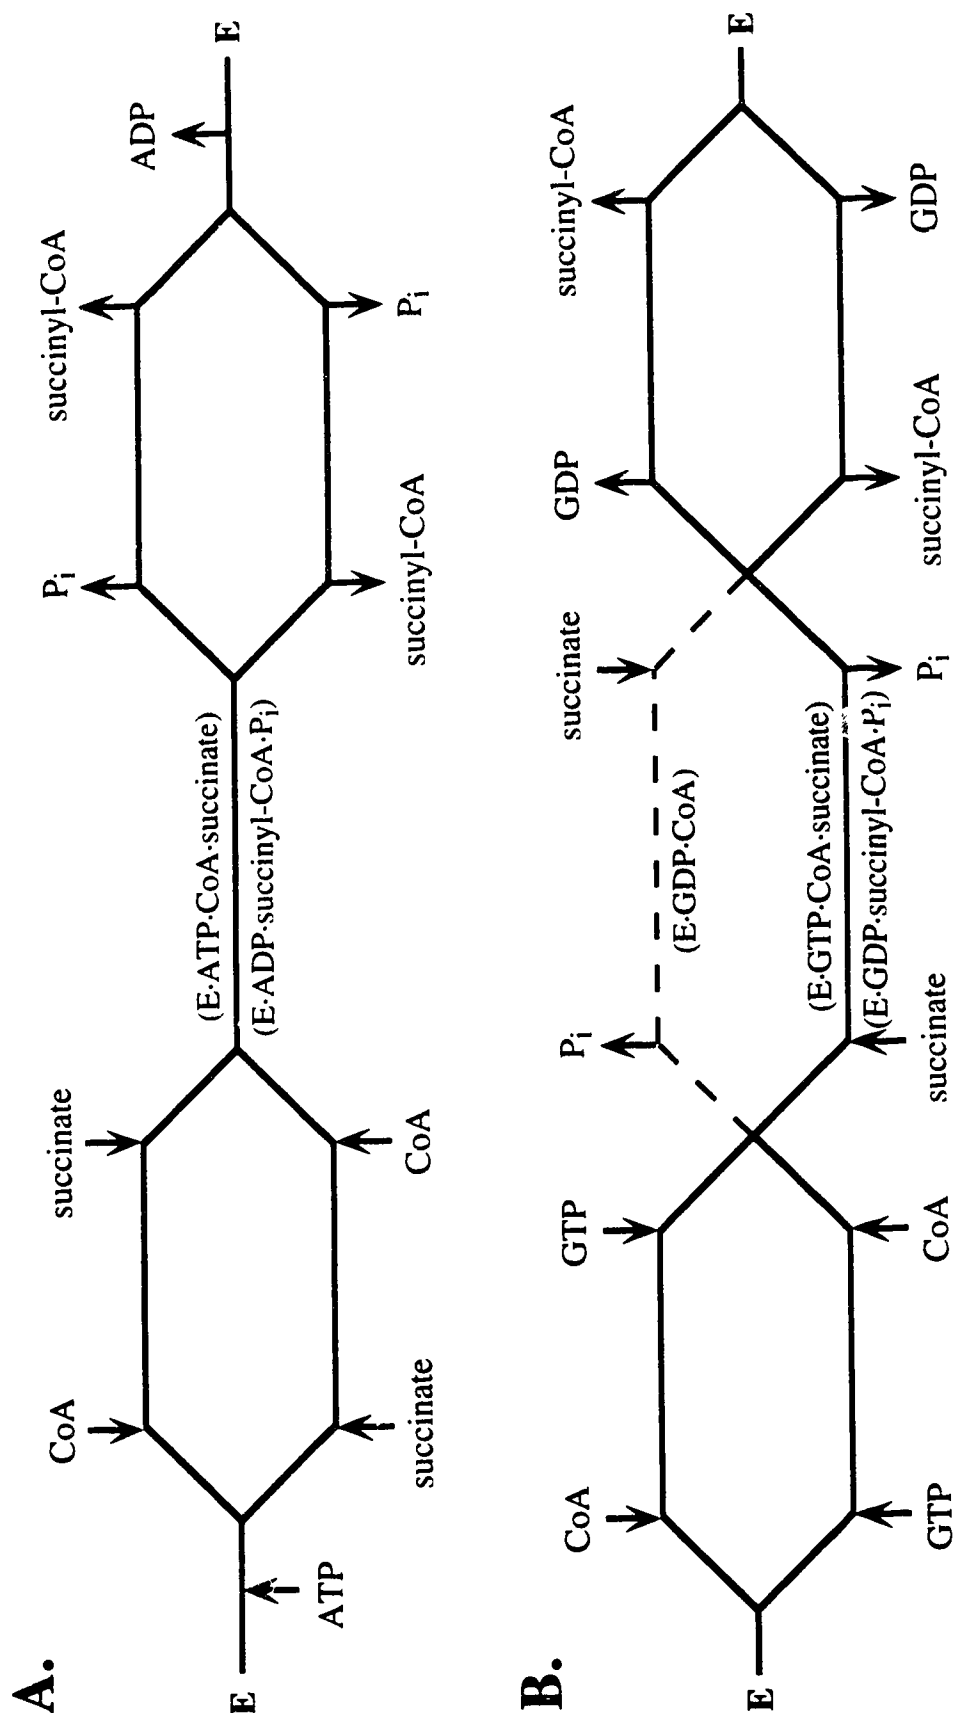 A.
E
ATP
CoA
succinate
succinate
CoA
(E·ATP·CoA·succinate)
(E·ADP·succinyl-CoA·Pi)
Pi
succinyl-CoA
succinyl-CoA
Pi
ADP
E
B.
E
CoA
GTP
GTP
CoA
Pi
succinate
(E·GDP·CoA)
(E·GTP·CoA·succinate)
(E·GDP·succinyl-CoA·Pi)
succinate
Pi
GDP
succinyl-CoA
succinyl-CoA
GDP
E